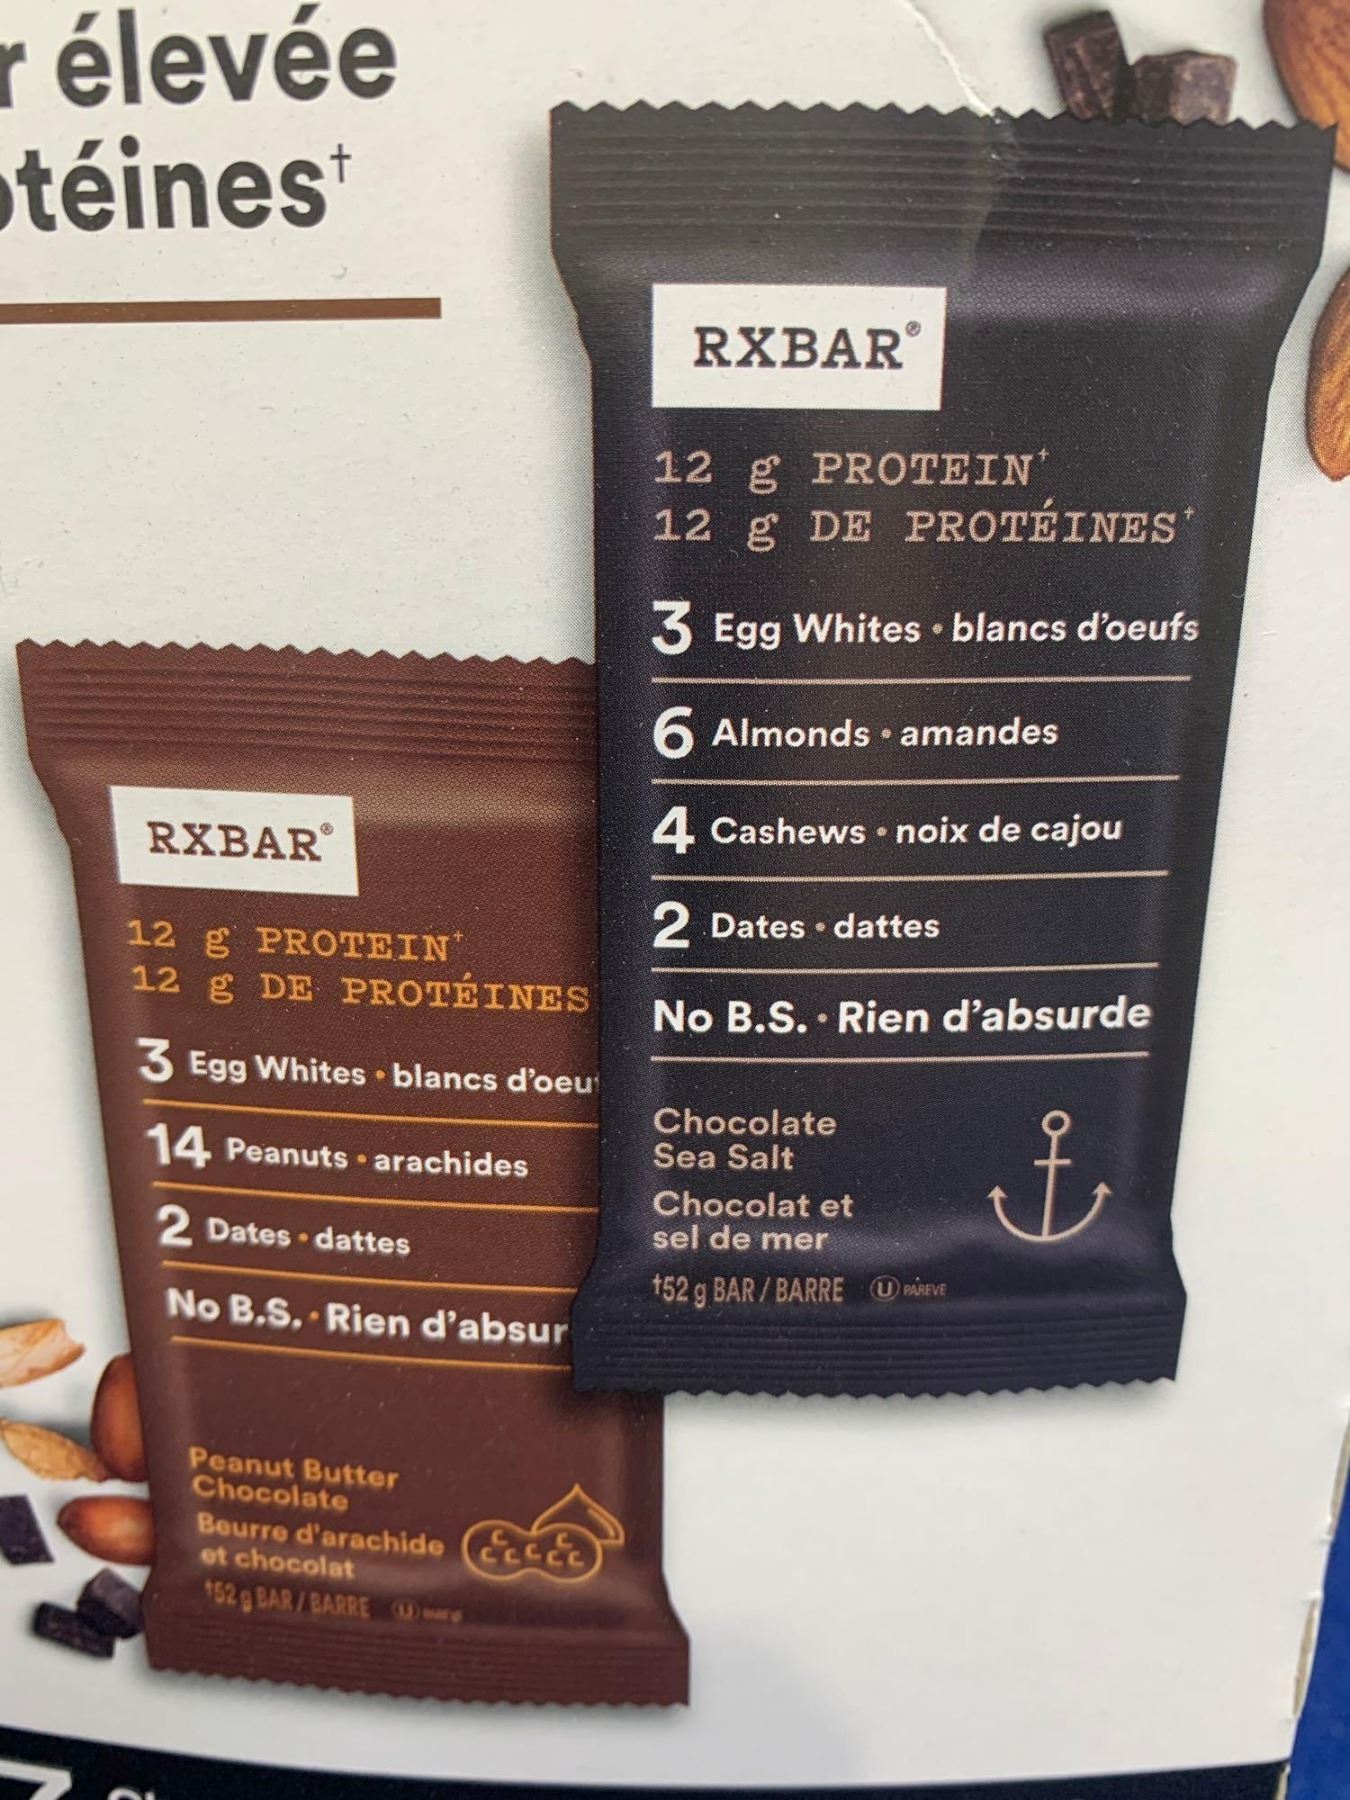 élevée
téines†
RXBAR®
12 g PROTEIN†
12 g DE PROTÉINES†
3 Egg Whites • blancs d'oeufs
6 Almonds • amandes
4 Cashews • noix de cajou
2 Dates • dattes
No B.S. • Rien d'absurde
Chocolate
Sea Salt
Chocolat et
sel de mer
†52 g BAR / BARRE U PAREVE
RXBAR®
12 g PROTEIN†
12 g DE PROTÉINES
3 Egg Whites • blancs d'oeu
14 Peanuts • arachides
2 Dates • dattes
No B.S. • Rien d'absur
Peanut Butter
Chocolate
Beurre d'arachide
et chocolat
†52 g BAR / BARRE U